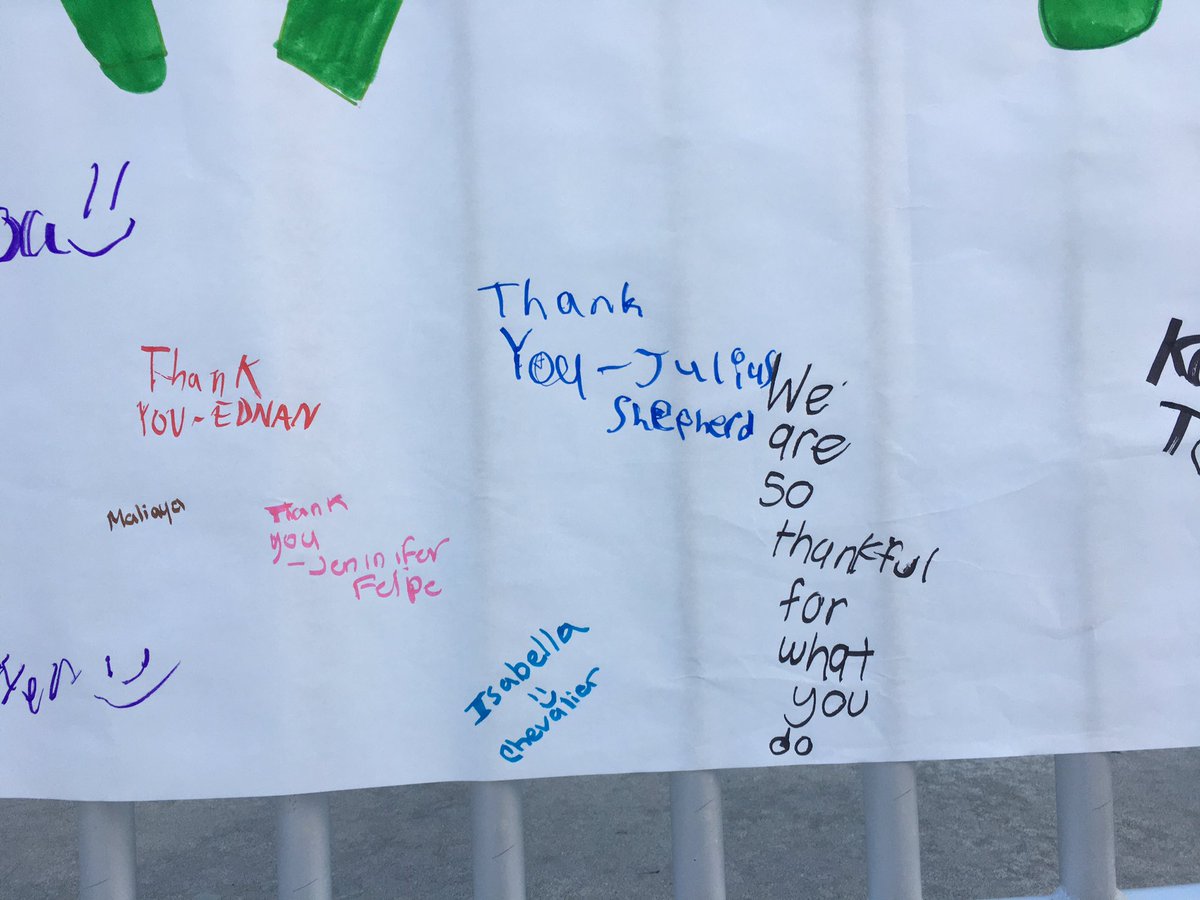 Thank
You - Julius
Shepherd
Thank
YOU - EDNAN
We
are
so
thankful
for
what
you
do
Maliaya
Thank
you
- Jeninifer
Felipe
Isabella
Chevalier